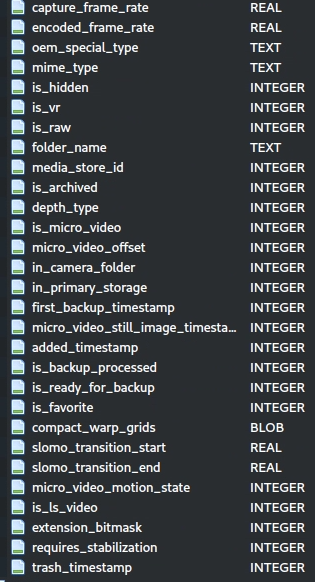 capture_frame_rate REAL
encoded_frame_rate REAL
oem_special_type TEXT
mime_type TEXT
is_hidden INTEGER
is_vr INTEGER
is_raw INTEGER
folder_name TEXT
media_store_id INTEGER
is_archived INTEGER
depth_type INTEGER
is_micro_video INTEGER
micro_video_offset INTEGER
in_camera_folder INTEGER
in_primary_storage INTEGER
first_backup_timestamp INTEGER
micro_video_still_image_timesta... INTEGER
added_timestamp INTEGER
is_backup_processed INTEGER
is_ready_for_backup INTEGER
is_favorite INTEGER
compact_warp_grids BLOB
slomo_transition_start REAL
slomo_transition_end REAL
micro_video_motion_state INTEGER
is_ls_video INTEGER
extension_bitmask INTEGER
requires_stabilization INTEGER
trash_timestamp INTEGER